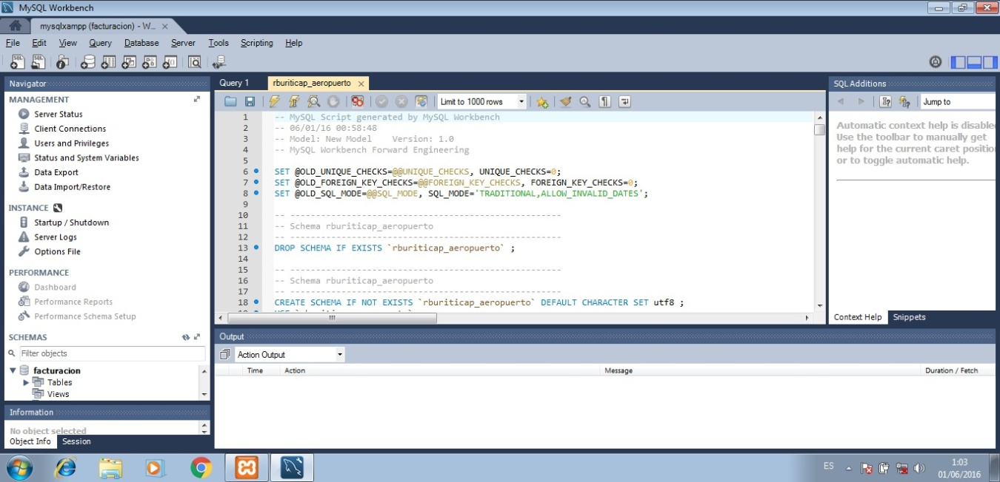 MySQL Workbench
mysqlxampp (facturacion) - W...
File Edit View Query Database Server Tools Scripting Help
Navigator
MANAGEMENT
Server Status
Client Connections
Users and Privileges
Status and System Variables
Data Export
Data Import/Restore
INSTANCE
Startup / Shutdown
Server Logs
Options File
PERFORMANCE
Dashboard
Performance Reports
Performance Schema Setup
SCHEMAS
Filter objects
facturacion
Tables
Views
Information
No object selected
Object Info Session
Query 1 rburiticap_aeropuerto
Limit to 1000 rows
1 -- MySQL Script generated by MySQL Workbench
2 -- 06/01/16 00:58:48
3 -- Model: New Model    Version: 1.0
4 -- MySQL Workbench Forward Engineering
5
6 SET @OLD_UNIQUE_CHECKS=@@UNIQUE_CHECKS, UNIQUE_CHECKS=0;
7 SET @OLD_FOREIGN_KEY_CHECKS=@@FOREIGN_KEY_CHECKS, FOREIGN_KEY_CHECKS=0;
8 SET @OLD_SQL_MODE=@@SQL_MODE, SQL_MODE='TRADITIONAL,ALLOW_INVALID_DATES';
9
10 -- -----------------------------------------------------
11 -- Schema rburiticap_aeropuerto
12 -- -----------------------------------------------------
13 DROP SCHEMA IF EXISTS `rburiticap_aeropuerto` ;
14
15 -- -----------------------------------------------------
16 -- Schema rburiticap_aeropuerto
17 -- -----------------------------------------------------
18 CREATE SCHEMA IF NOT EXISTS `rburiticap_aeropuerto` DEFAULT CHARACTER SET utf8 ;
SQL Additions
Jump to
Automatic context help is disable
Use the toolbar to manually get
help for the current caret positio
or to toggle automatic help.
Context Help Snippets
Output
Action Output
Time Action Message Duration / Fetch
ES
1:03
01/06/2016